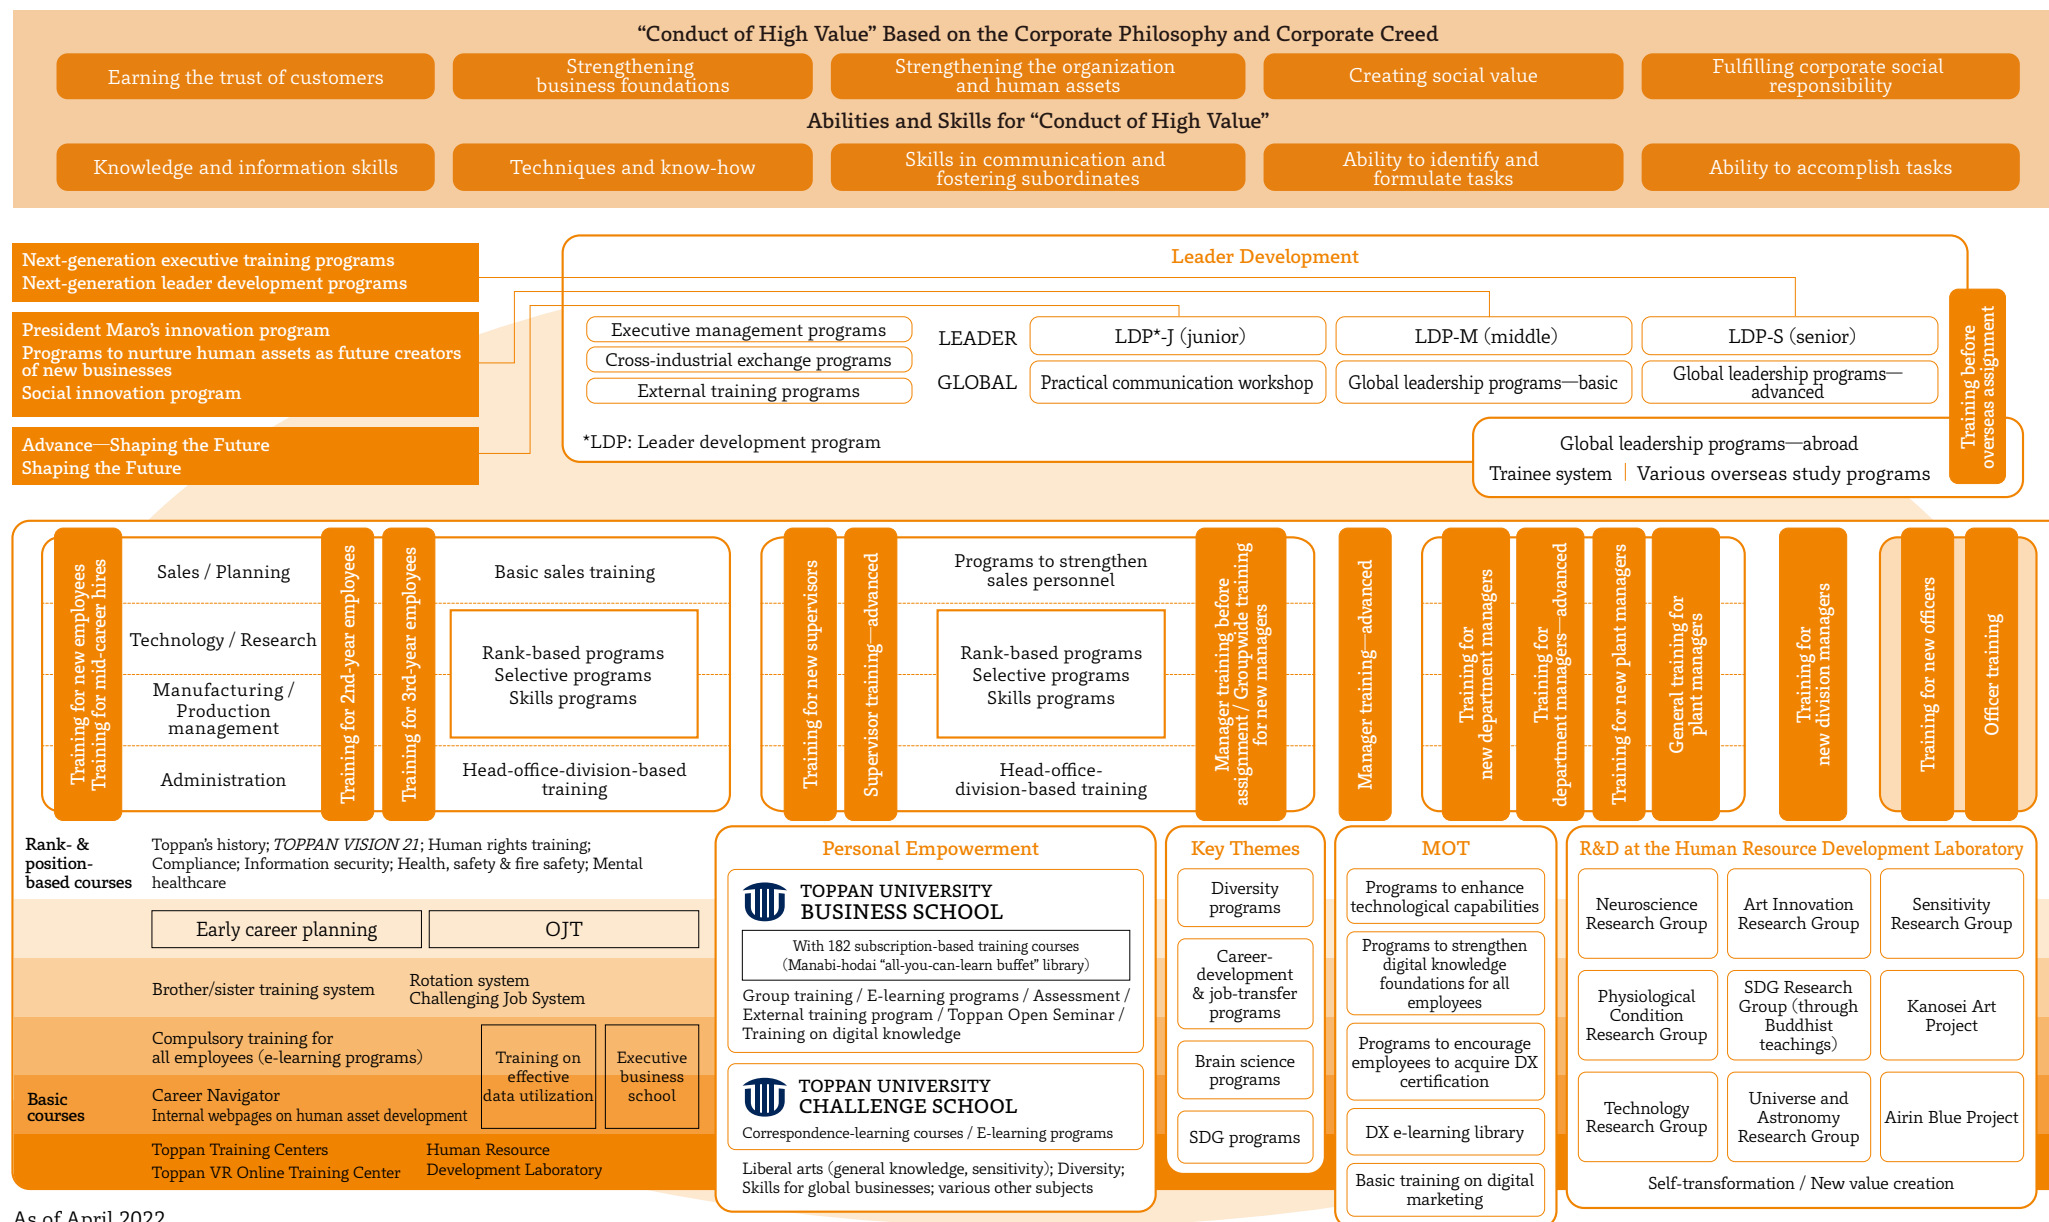 “Conduct of High Value” Based on the Corporate Philosophy and Corporate Creed
Earning the trust of customers
Strengthening
business foundations
Strengthening the organization
and human assets
Creating social value
Fulfilling corporate social
responsibility
Abilities and Skills for “Conduct of High Value”
Knowledge and information skills
Techniques and know-how
Skills in communication and
fostering subordinates
Ability to identify and
formulate tasks
Ability to accomplish tasks
Next-generation executive training programs
Next-generation leader development programs
President Maro’s innovation program
Programs to nurture human assets as future creators
of new businesses
Social innovation program
Advance—Shaping the Future
Shaping the Future
Leader Development
Executive management programs
Cross-industrial exchange programs
External training programs
LEADER
LDP*-J (junior)
LDP-M (middle)
LDP-S (senior)
GLOBAL
Practical communication workshop
Global leadership programs—basic
Global leadership programs—
advanced
*LDP: Leader development program
Global leadership programs—abroad
Trainee system | Various overseas study programs
Training before
overseas assignment
Training for new employees
Training for mid-career hires
Sales / Planning
Technology / Research
Manufacturing /
Production
management
Administration
Training for 2nd-year employees
Training for 3rd-year employees
Basic sales training
Rank-based programs
Selective programs
Skills programs
Head-office-division-based
training
Training for new supervisors
Supervisor training—advanced
Programs to strengthen
sales personnel
Rank-based programs
Selective programs
Skills programs
Head-office-
division-based training
Manager training before
assignment / Groupwide training
for new managers
Manager training—advanced
Training for
new department managers
Training for
department managers—advanced
Training for new plant managers
General training for
plant managers
Training for
new division managers
Training for new officers
Officer training
Rank- &
position-
based courses
Toppan’s history; TOPPAN VISION 21; Human rights training;
Compliance; Information security; Health, safety & fire safety; Mental
healthcare
Early career planning
OJT
Brother/sister training system
Rotation system
Challenging Job System
Compulsory training for
all employees (e-learning programs)
Training on
effective
data utilization
Executive
business
school
Basic
courses
Career Navigator
Internal webpages on human asset development
Toppan Training Centers
Toppan VR Online Training Center
Human Resource
Development Laboratory
Personal Empowerment
TOPPAN UNIVERSITY
BUSINESS SCHOOL
With 182 subscription-based training courses
(Manabi-hodai “all-you-can-learn buffet” library)
Group training / E-learning programs / Assessment /
External training program / Toppan Open Seminar /
Training on digital knowledge
TOPPAN UNIVERSITY
CHALLENGE SCHOOL
Correspondence-learning courses / E-learning programs
Liberal arts (general knowledge, sensitivity); Diversity;
Skills for global businesses; various other subjects
Key Themes
Diversity
programs
Career-
development
& job-transfer
programs
Brain science
programs
SDG programs
MOT
Programs to enhance
technological capabilities
Programs to strengthen
digital knowledge
foundations for all
employees
Programs to encourage
employees to acquire DX
certification
DX e-learning library
Basic training on digital
marketing
R&D at the Human Resource Development Laboratory
Neuroscience
Research Group
Art Innovation
Research Group
Sensitivity
Research Group
Physiological
Condition
Research Group
SDG Research
Group (through
Buddhist
teachings)
Kanosei Art
Project
Technology
Research Group
Universe and
Astronomy
Research Group
Airin Blue Project
Self-transformation / New value creation
As of April 2022